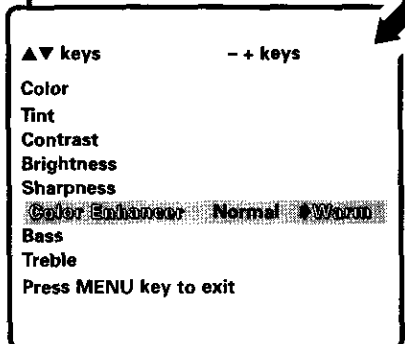 ▲▼ keys – + keys
Color
Tint
Contrast
Brightness
Sharpness
Color Enhancer Normal ▶Warm
Bass
Treble
Press MENU key to exit